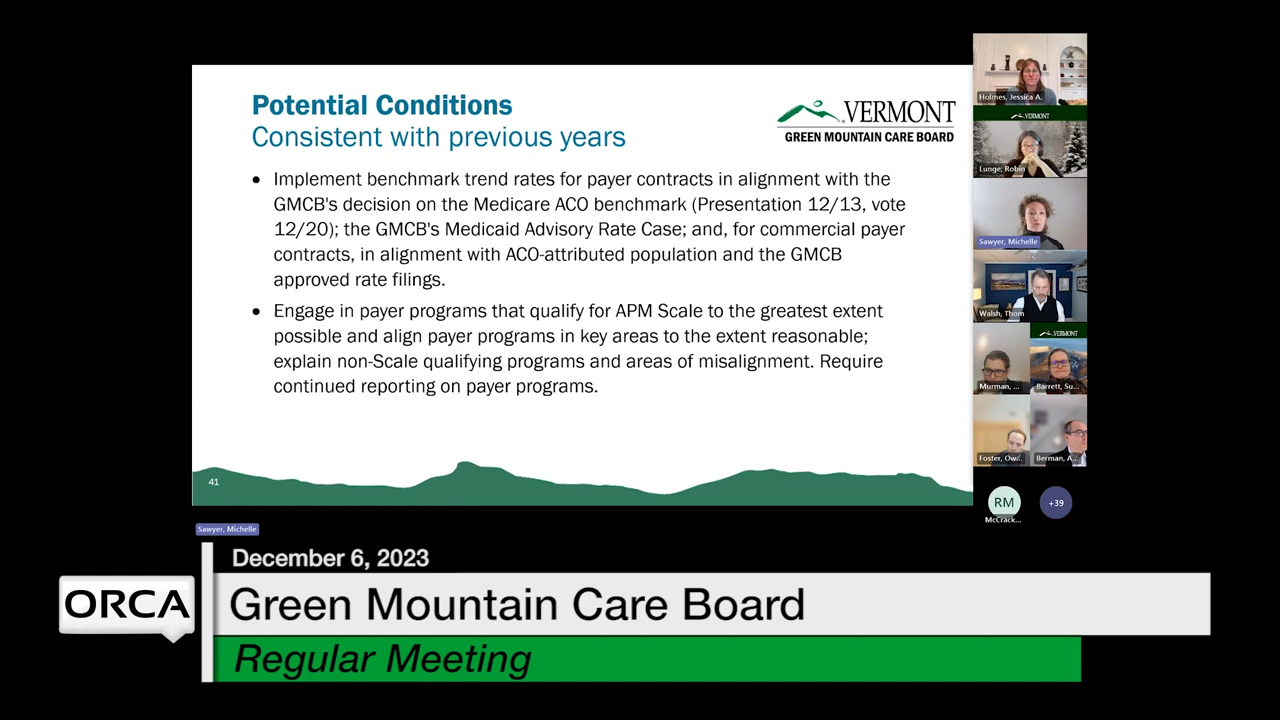 Potential Conditions
Consistent with previous years
VERMONT
GREEN MOUNTAIN CARE BOARD
• Implement benchmark trend rates for payer contracts in alignment with the
GMCB's decision on the Medicare ACO benchmark (Presentation 12/13, vote
12/20); the GMCB's Medicaid Advisory Rate Case; and, for commercial payer
contracts, in alignment with ACO-attributed population and the GMCB
approved rate filings.
• Engage in payer programs that qualify for APM Scale to the greatest extent
possible and align payer programs in key areas to the extent reasonable;
explain non-Scale qualifying programs and areas of misalignment. Require
continued reporting on payer programs.
41
Holmes, Jessica A.
VERMONT
Lunge, Robin
Sawyer, Michelle
Walsh, Thom
Murman, ...
VERMONT
Barrett, Su...
Foster, Ow...
Berman, A...
RM
McCrack...
+39
Sawyer, Michelle
December 6, 2023
ORCA
Green Mountain Care Board
Regular Meeting